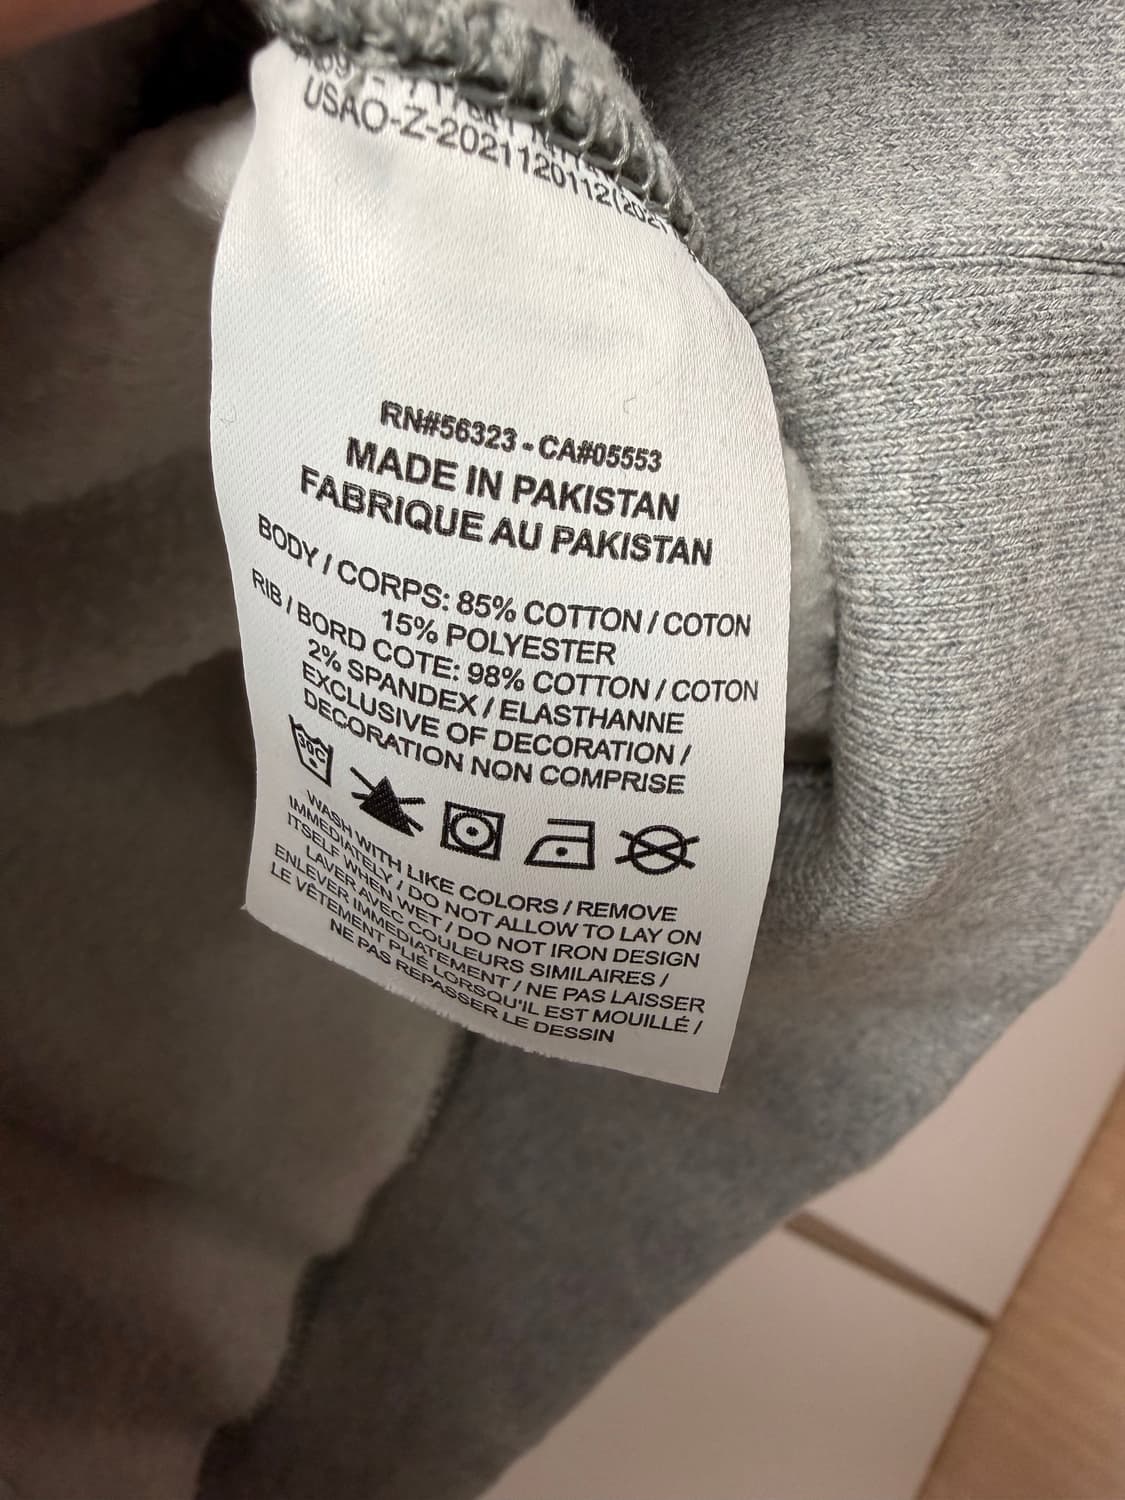 USAO-Z-2021120112(2021
RN#56323 - CA#05553
MADE IN PAKISTAN
FABRIQUE AU PAKISTAN
BODY / CORPS: 85% COTTON / COTON
15% POLYESTER
RIB / BORD COTE: 98% COTTON / COTON
2% SPANDEX / ELASTHANNE
EXCLUSIVE OF DECORATION /
DECORATION NON COMPRISE
30C
WASH WITH LIKE COLORS / REMOVE
IMMEDIATELY / DO NOT ALLOW TO LAY ON
ITSELF WHEN WET / DO NOT IRON DESIGN
LAVER AVEC COULEURS SIMILAIRES /
ENLEVER IMMEDIATEMENT / NE PAS LAISSER
LE VÊTEMENT PLIÉ LORSQU'IL EST MOUILLÉ /
NE PAS REPASSER LE DESSIN